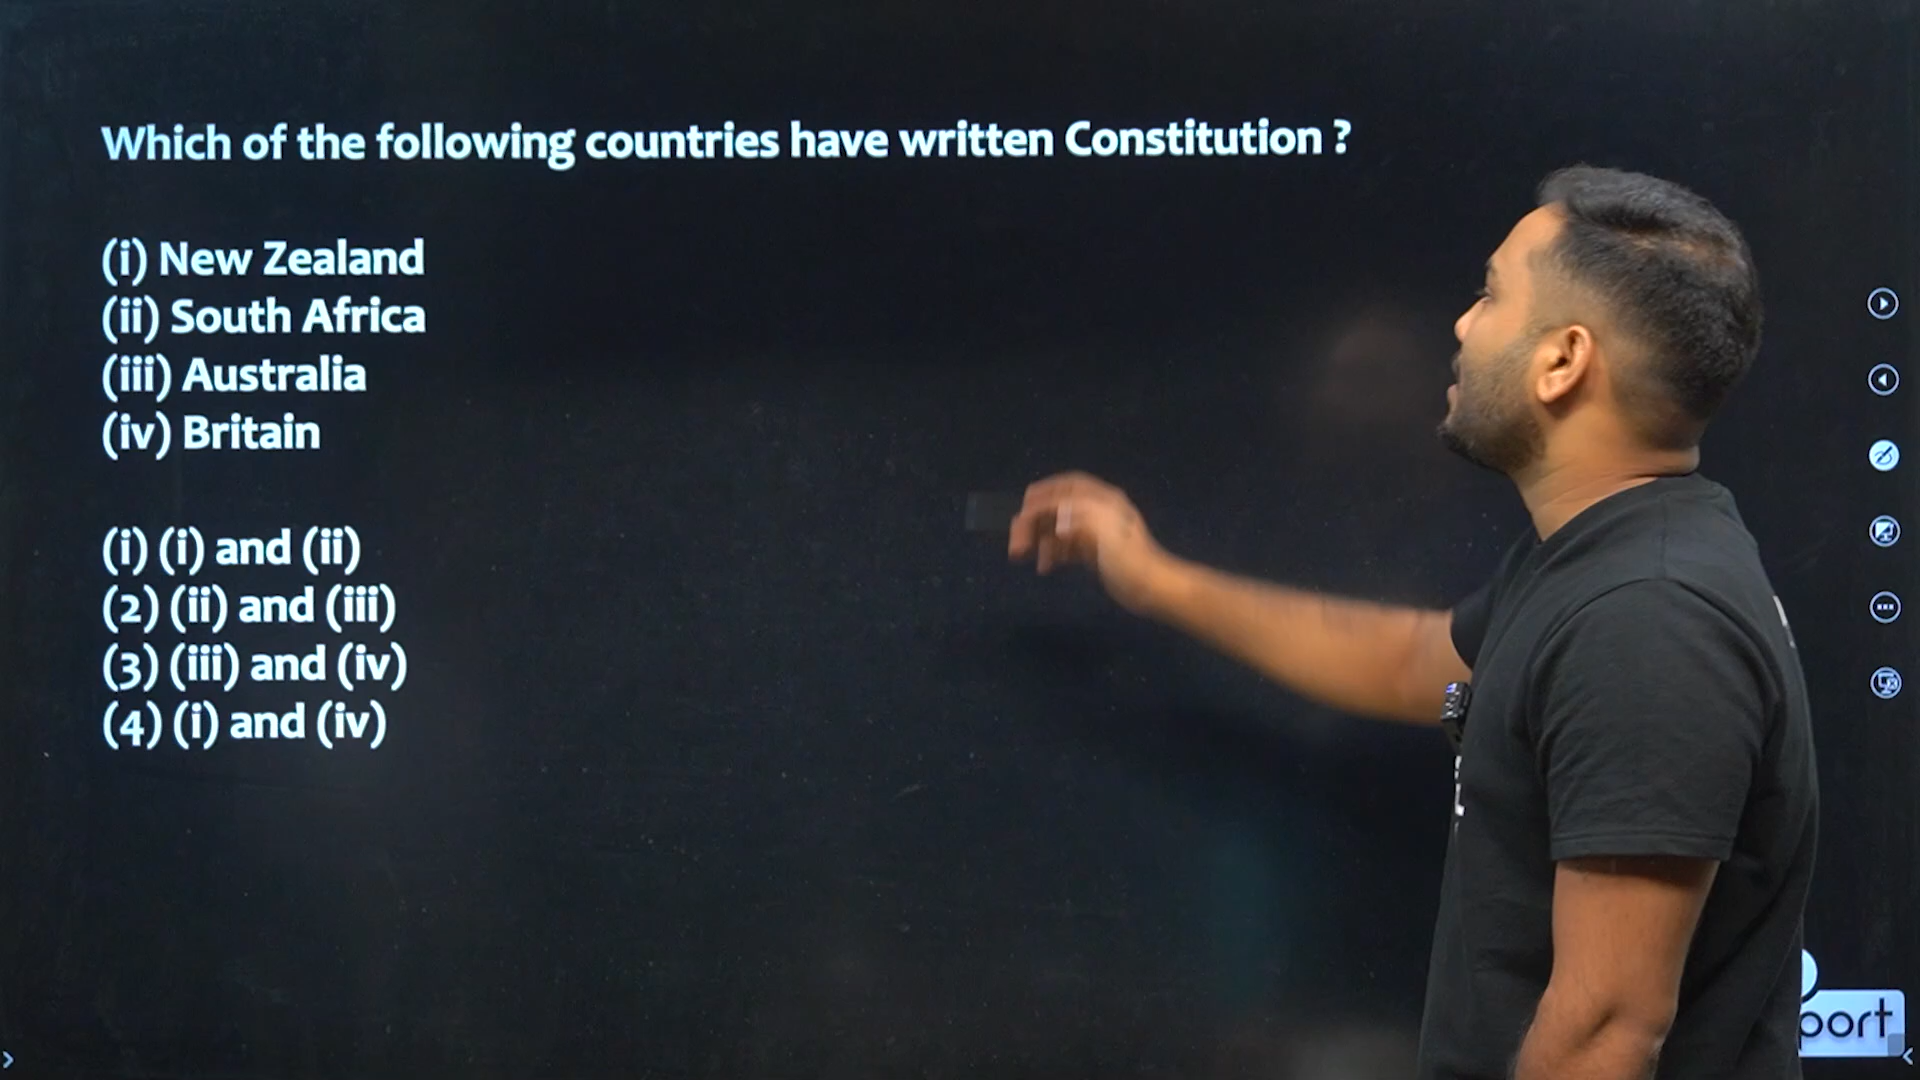 Which of the following countries have written Constitution ?
(i) New Zealand
(ii) South Africa
(iii) Australia
(iv) Britain
(i) (i) and (ii)
(2) (ii) and (iii)
(3) (iii) and (iv)
(4) (i) and (iv)
port